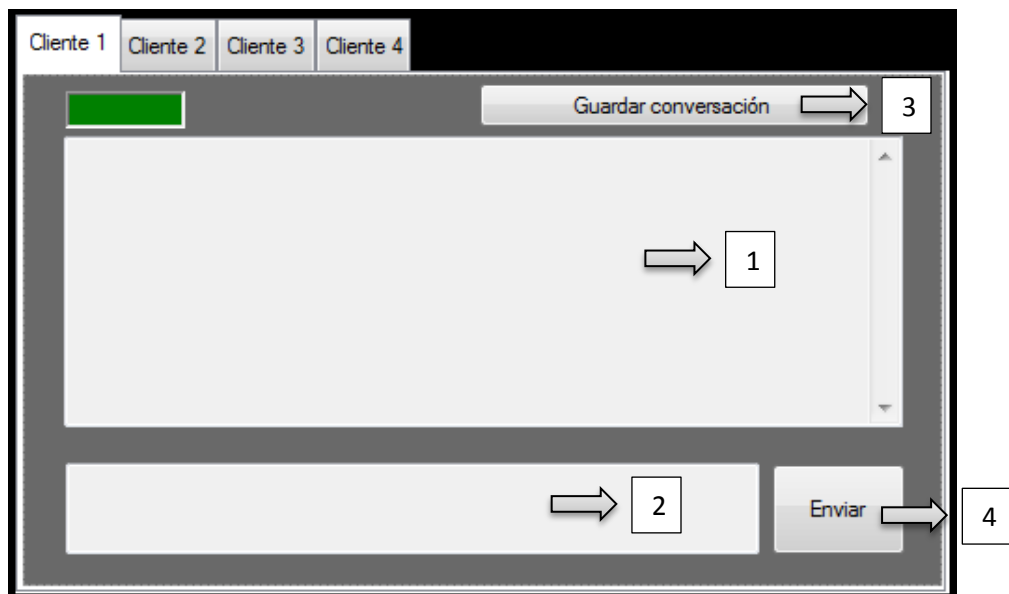 Cliente 1 Cliente 2 Cliente 3 Cliente 4
Guardar conversación 3
1
2
Enviar 4